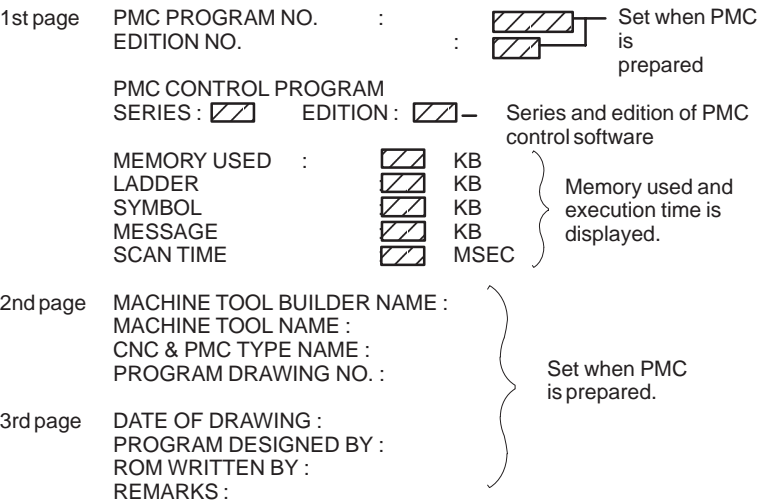 1st page PMC PROGRAM NO. : Set when PMC
EDITION NO. : is
prepared
PMC CONTROL PROGRAM
SERIES : EDITION : Series and edition of PMC
control software
MEMORY USED : KB
LADDER KB Memory used and
SYMBOL KB execution time is
MESSAGE KB displayed.
SCAN TIME MSEC
2nd page MACHINE TOOL BUILDER NAME :
MACHINE TOOL NAME :
CNC & PMC TYPE NAME :
PROGRAM DRAWING NO. : Set when PMC
is prepared.
3rd page DATE OF DRAWING :
PROGRAM DESIGNED BY :
ROM WRITTEN BY :
REMARKS :